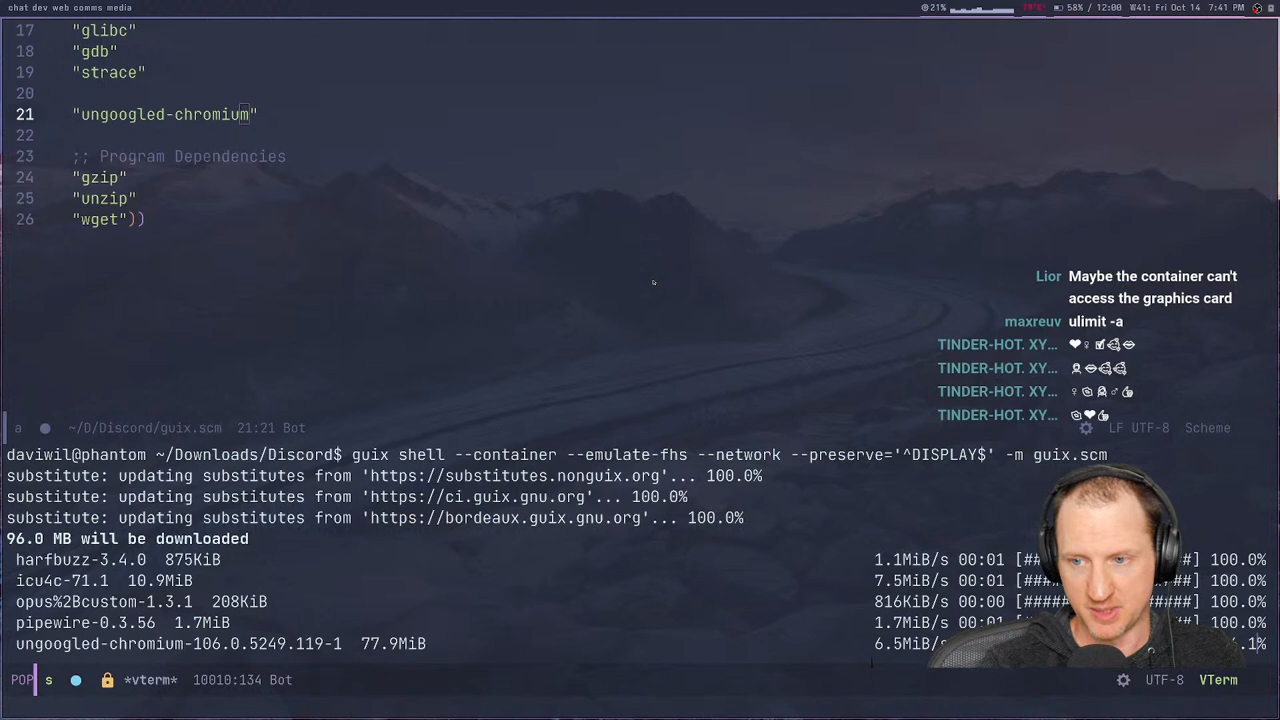 chat dev web comms media
21% 79°C 58% / 12:00 W41: Fri Oct 14 7:41 PM
17 "glibc"
18 "gdb"
19 "strace"
20
21 "ungoogled-chromium"
22
23 ;; Program Dependencies
24 "gzip"
25 "unzip"
26 "wget"))
Lior Maybe the container can't
access the graphics card
maxreuv ulimit -a
TINDER-HOT. XY… ❤♀
TINDER-HOT. XY…
TINDER-HOT. XY… ♀ ♂
TINDER-HOT. XY… ❤
a ● ~/D/Discord/guix.scm 21:21 Bot LF UTF-8 Scheme
daviwil@phantom ~/Downloads/Discord$ guix shell --container --emulate-fhs --network --preserve='^DISPLAY$' -m guix.scm
substitute: updating substitutes from 'https://substitutes.nonguix.org'... 100.0%
substitute: updating substitutes from 'https://ci.guix.gnu.org'... 100.0%
substitute: updating substitutes from 'https://bordeaux.guix.gnu.org'... 100.0%
96.0 MB will be downloaded
harfbuzz-3.4.0 875KiB 1.1MiB/s 00:01 [## ######] 100.0%
icu4c-71.1 10.9MiB 7.5MiB/s 00:01 [### ######] 100.0%
opus%2Bcustom-1.3.1 208KiB 816KiB/s 00:00 [##### ######] 100.0%
pipewire-0.3.56 1.7MiB 1.7MiB/s 00:01 [##### ####] 100.0%
ungoogled-chromium-106.0.5249.119-1 77.9MiB 6.5MiB/s .1%
POP s ● *vterm* 10010:134 Bot UTF-8 VTerm